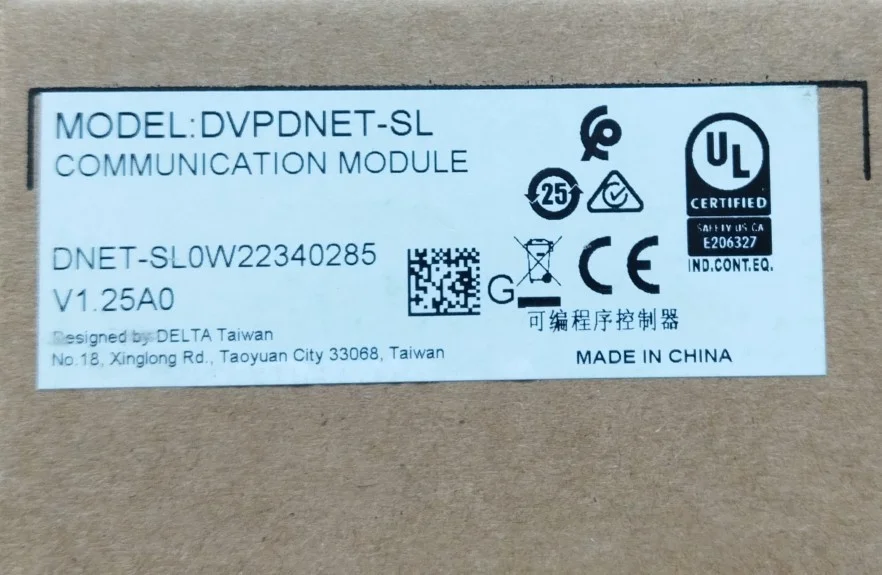 MODEL:DVPDNET-SL
COMMUNICATION MODULE
DNET-SL0W22340285
V1.25A0
Designed by DELTA Taiwan
No.18, Xinglong Rd., Taoyuan City 33068, Taiwan
25
UL
CERTIFIED
SAFETY US CA
E206327
IND.CONT.EQ.
G
CE
可编程序控制器
MADE IN CHINA